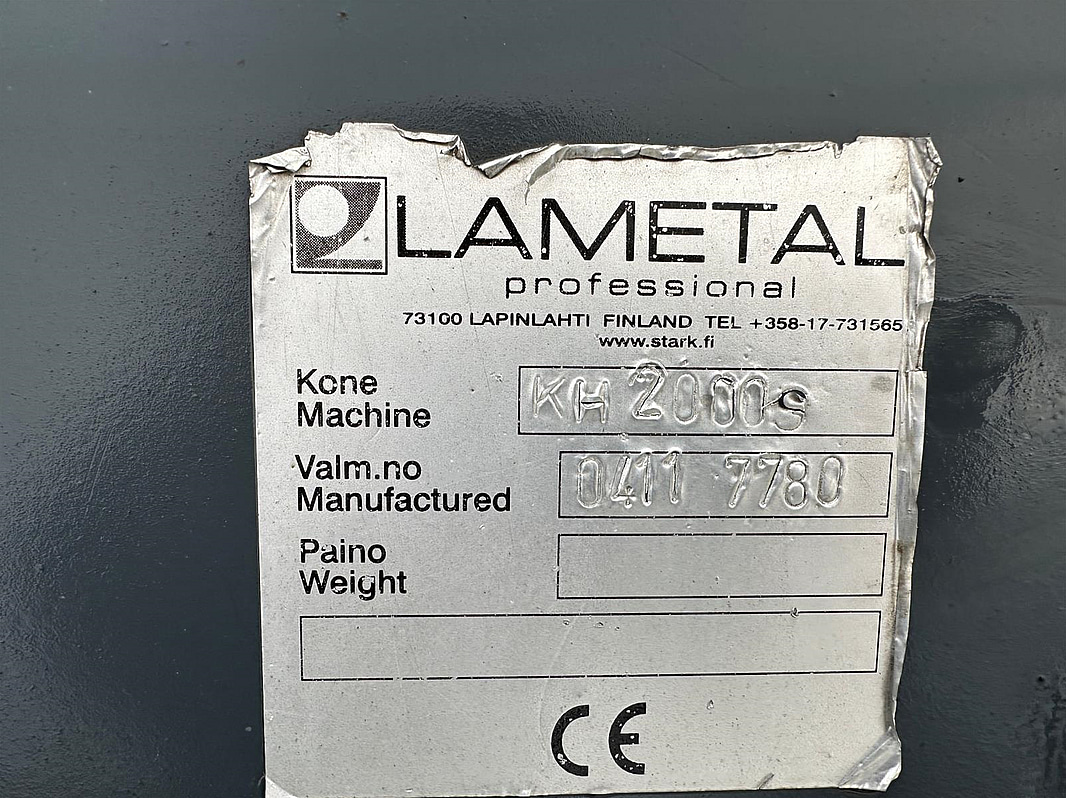 LAMETAL
professional
73100 LAPINLAHTI FINLAND TEL +358-17-731565
www.stark.fi
Kone
Machine
KH 2000S
Valm.no
Manufactured
0411 7780
Paino
Weight
CE